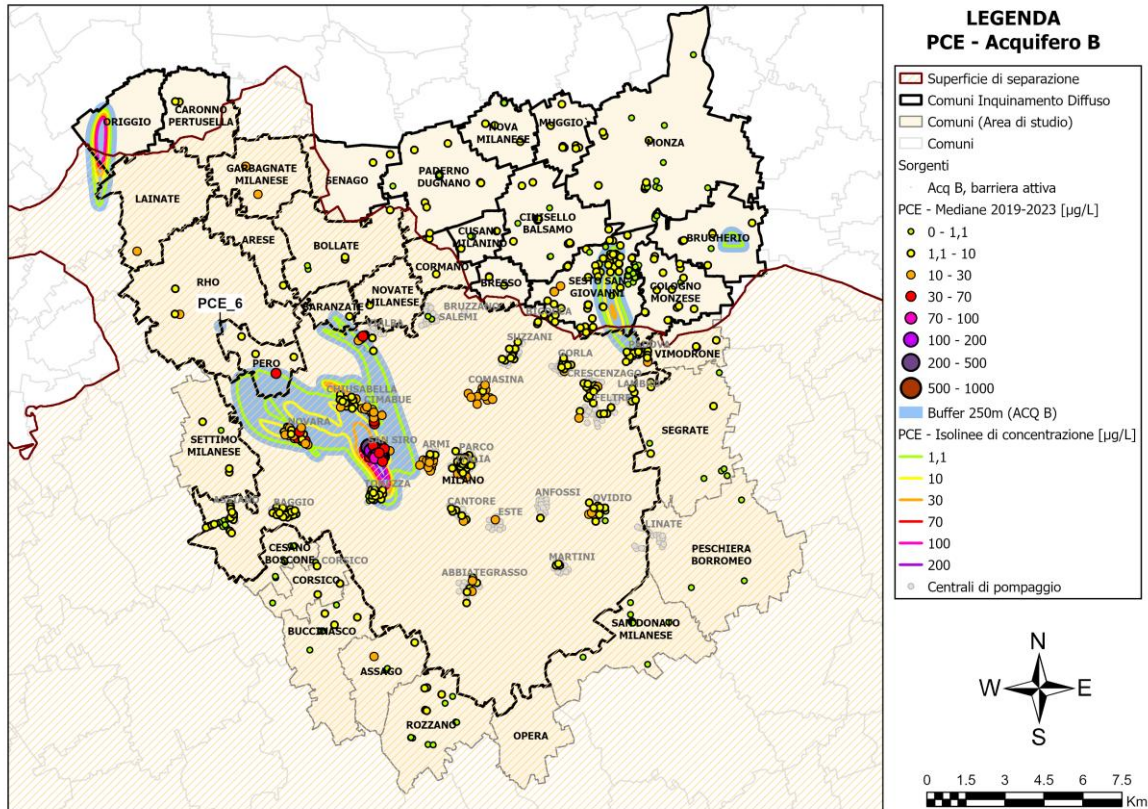 LEGENDA
PCE - Acquifero B
Superficie di separazione
Comuni Inquinamento Diffuso
Comuni (Area di studio)
Comuni
Sorgenti
Acq B, barriera attiva
PCE - Mediane 2019-2023 [µg/L]
0 - 1,1
1,1 - 10
10 - 30
30 - 70
70 - 100
100 - 200
200 - 500
500 - 1000
Buffer 250m (ACQ B)
PCE - Isolinee di concentrazione [µg/L]
1,1
10
30
70
100
200
Centrali di pompaggio
N
W E
S
0 1.5 3 4.5 6 7.5
Km
ORIGGIO
CARONNO
PERTUSELLA
LAINATE
GARBAGNATE
MILANESE
SENAGO
PADERNO
DUGNANO
NOVA
MILANESE
MUGGIO
MONZA
ARESE
BOLLATE
CUSANO
MILANINO
CINISELLO
BALSAMO
BRUGHERIO
RHO
PCE_6
CORMANO
BRESSO
SESTO SAN
GIOVANNI
COLOGNO
MONZESE
BARANZATE
NOVATE
MILANESE
BRUZZANO
SALEMI
SUZZANI
GORLA
PADOVA
VIMODRONE
PERO
CHIUSABELLA
CIMABUE
COMASINA
CRESCENZAGO
FELTRE
SETTIMO
MILANESE
NOVARA
SAN SIRO
ARMI
PARCO
MILANO
SEGRATE
BAGGIO
CANTORE
ESTE
ANFOSSI
OVIDIO
LINATE
CESANO
BOSCONE
CORSICO
CORSICO
ABBIATEGRASSO
MARTINI
PESCHIERA
BORROMEO
BUCCINASCO
SAN DONATO
MILANESE
ASSAGO
ROZZANO
OPERA